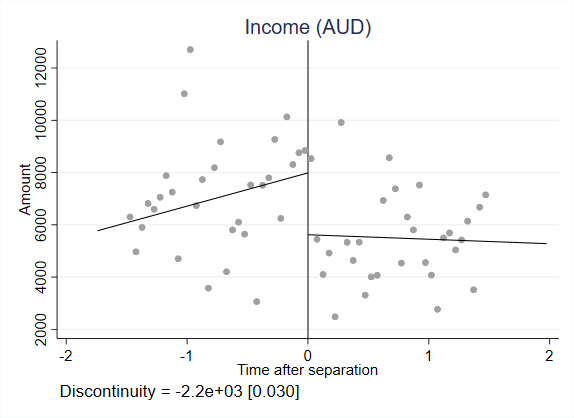 Income (AUD)
12000
10000
8000
6000
4000
2000
Amount
-2 -1 0 1 2
Time after separation
Discontinuity = -2.2e+03 [0.030]